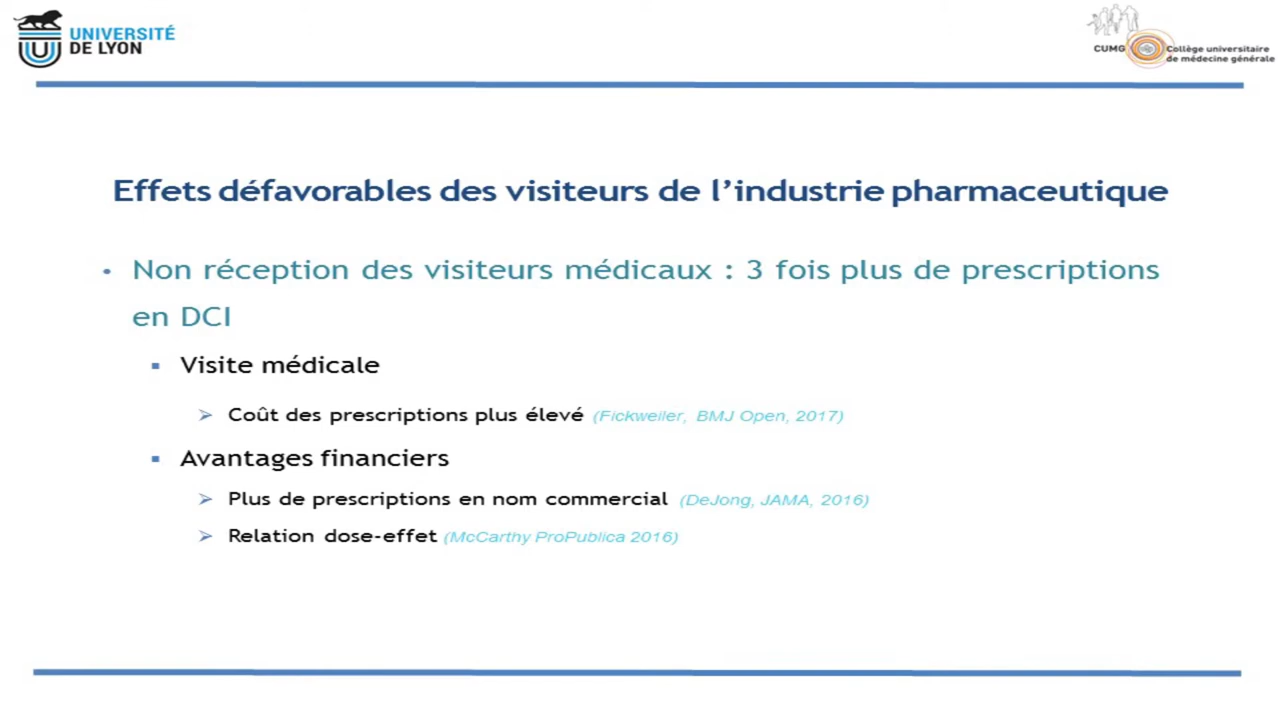 UNIVERSITÉ
DE LYON
CUMG
Collège universitaire
de médecine générale
Effets défavorables des visiteurs de l'industrie pharmaceutique
• Non réception des visiteurs médicaux : 3 fois plus de prescriptions
en DCI
▪ Visite médicale
➢ Coût des prescriptions plus élevé (Fickweiler, BMJ Open, 2017)
▪ Avantages financiers
➢ Plus de prescriptions en nom commercial (DeJong, JAMA, 2016)
➢ Relation dose-effet (McCarthy ProPublica 2016)